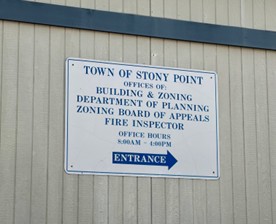 TOWN OF STONY POINT
OFFICES OF:
BUILDING & ZONING
DEPARTMENT OF PLANNING
ZONING BOARD OF APPEALS
FIRE INSPECTOR
OFFICE HOURS
8:00AM - 4:00PM
ENTRANCE